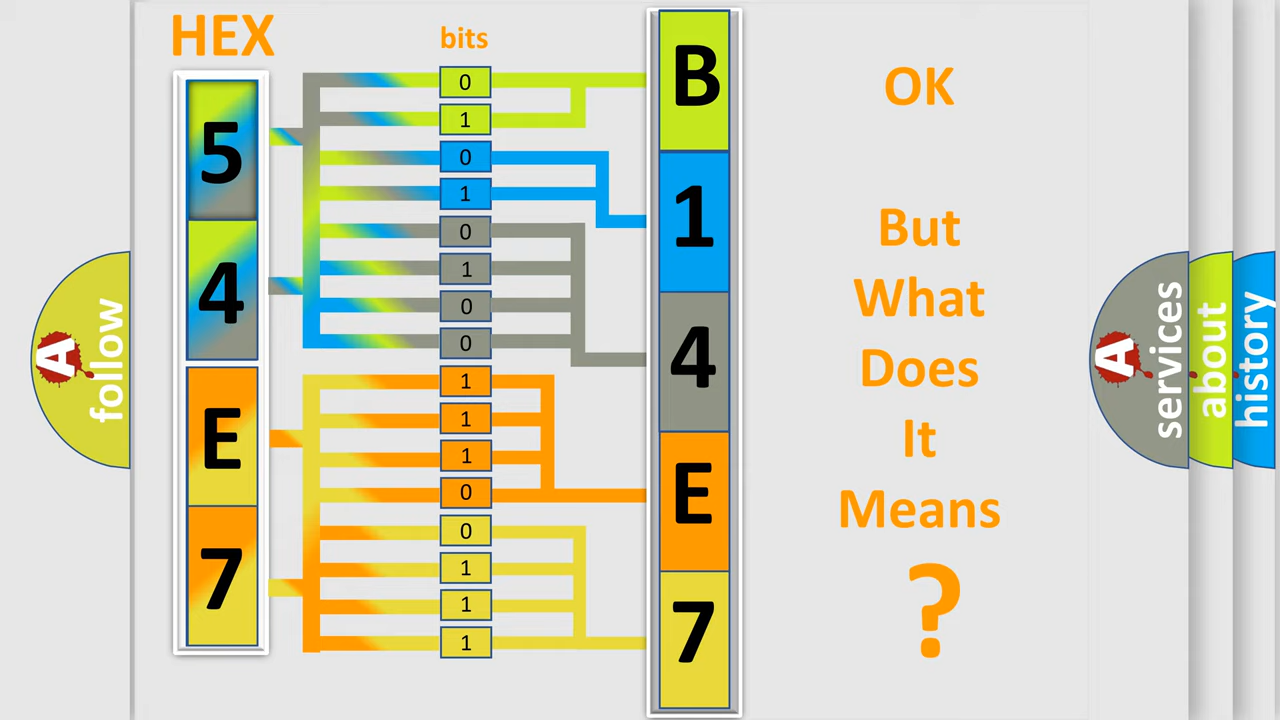 HEX
bits
5
4
E
7
0
1
0
1
0
1
0
0
1
1
1
0
0
1
1
1
B
1
4
E
7
OK
But
What
Does
It
Means
?
A
follow
A
services
about
history